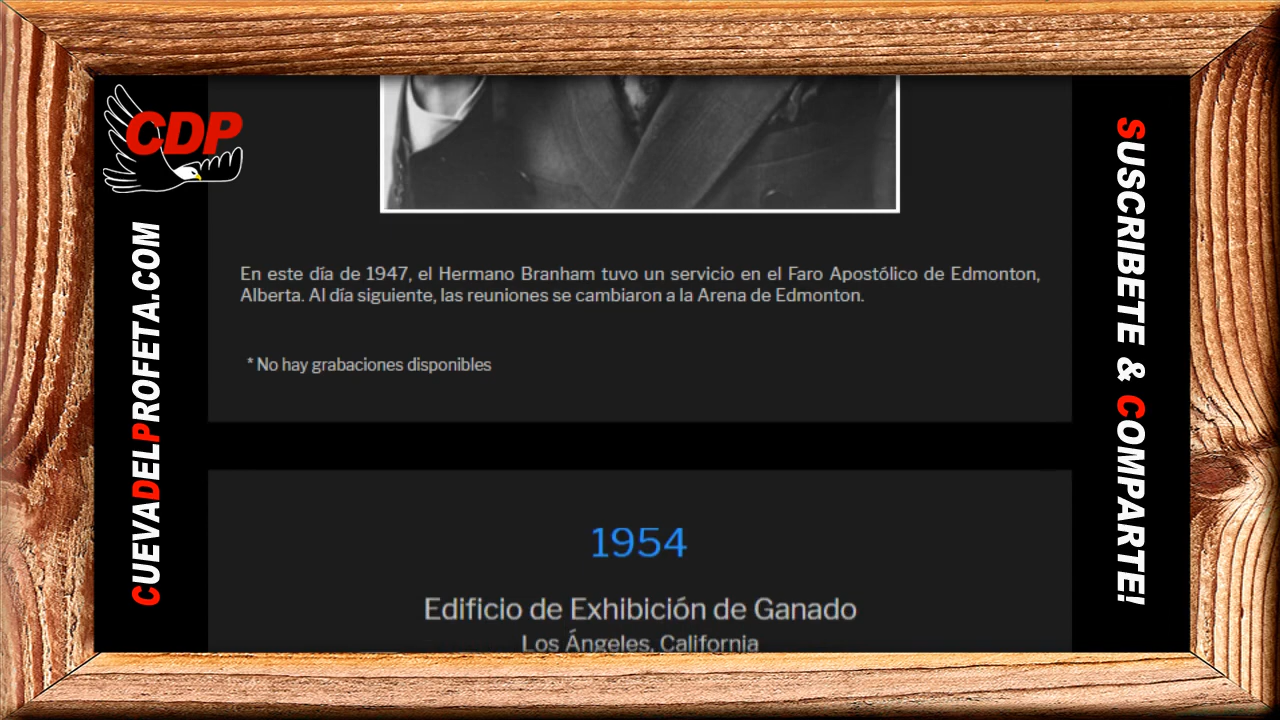 CDP
CUEVADELPROFETA.COM
En este día de 1947, el Hermano Branham tuvo un servicio en el Faro Apostólico de Edmonton,
Alberta. Al día siguiente, las reuniones se cambiaron a la Arena de Edmonton.
* No hay grabaciones disponibles
1954
Edificio de Exhibición de Ganado
Los Ángeles, California
SUSCRIBETE & COMPARTE!